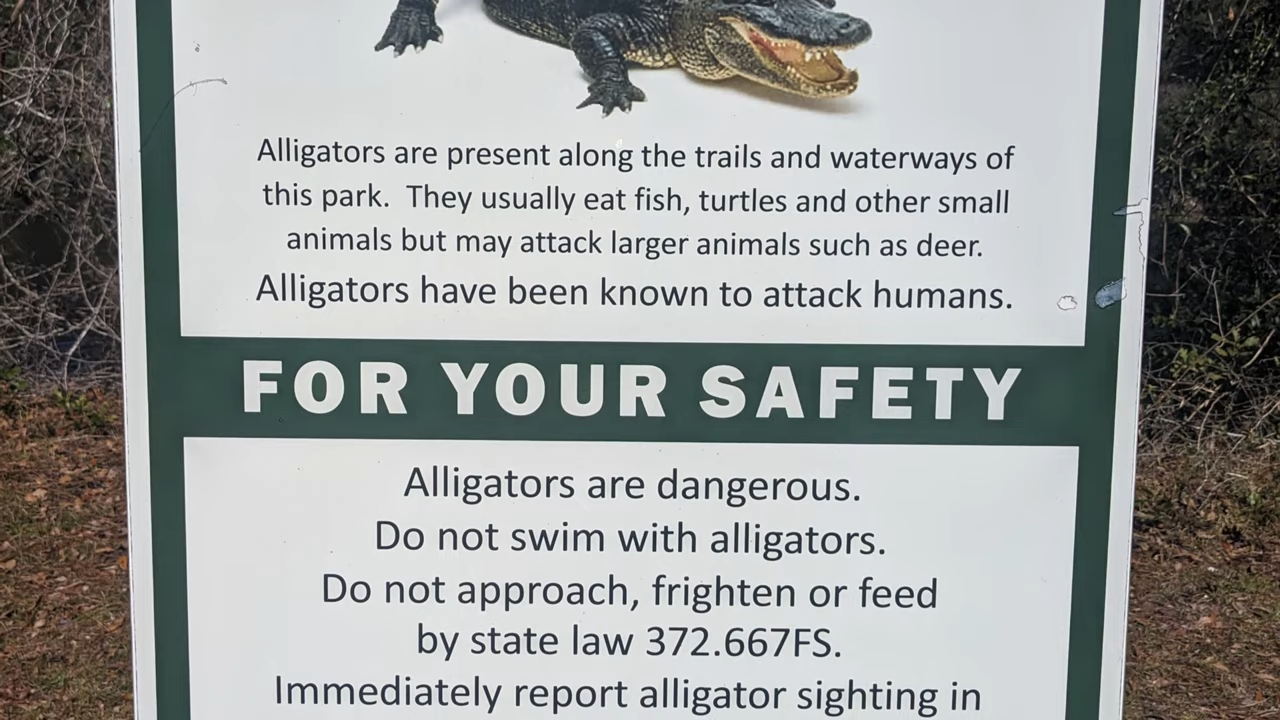 Alligators are present along the trails and waterways of
this park.  They usually eat fish, turtles and other small
animals but may attack larger animals such as deer.
Alligators have been known to attack humans.
FOR YOUR SAFETY
Alligators are dangerous.
Do not swim with alligators.
Do not approach, frighten or feed
by state law 372.667FS.
Immediately report alligator sighting in